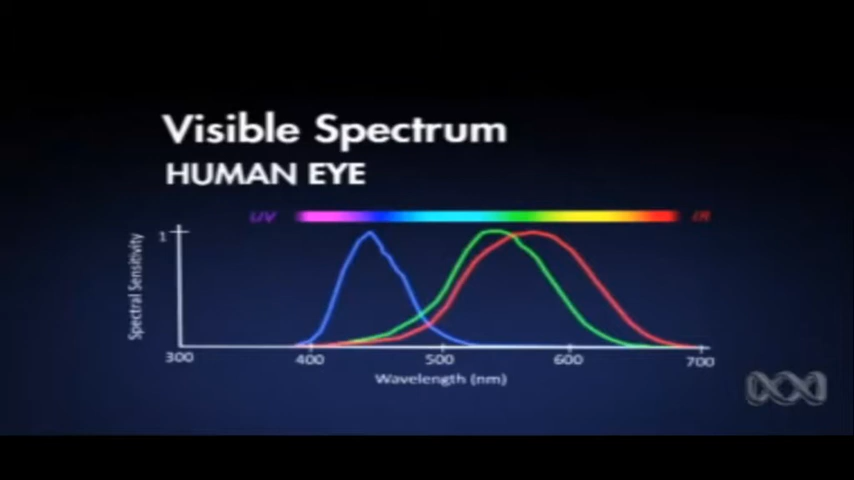 Visible Spectrum
HUMAN EYE
UV
IR
1
Spectral Sensitivity
300 400 500 600 700
Wavelength (nm)